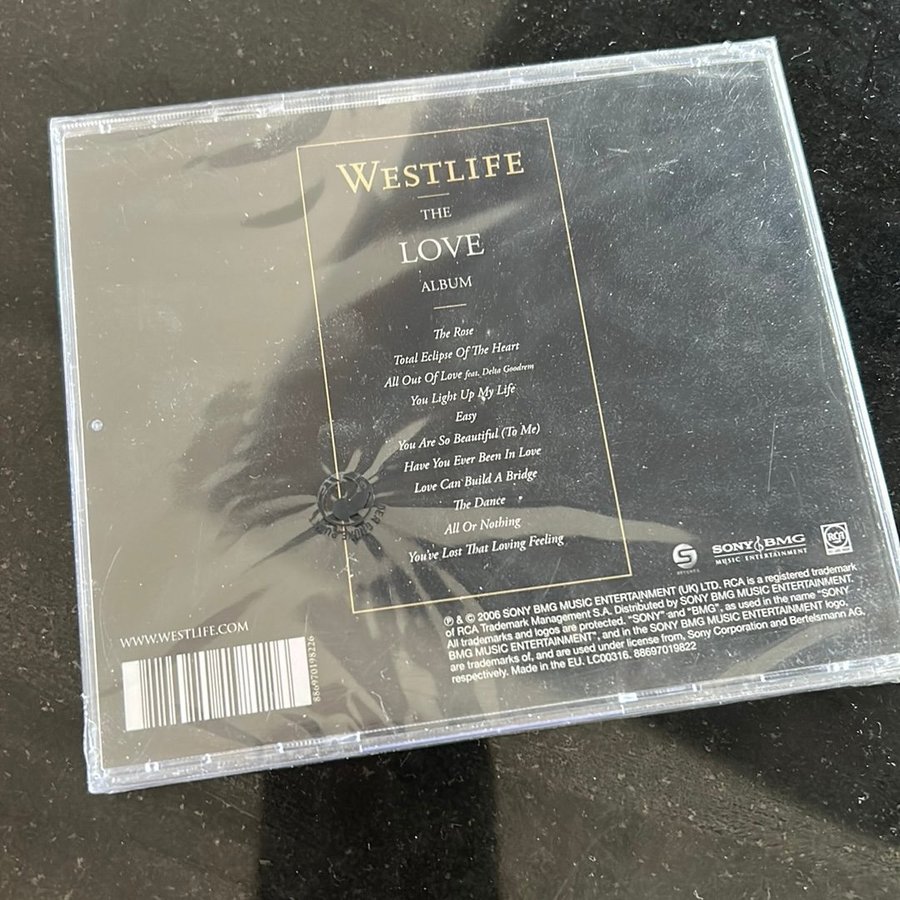 WESTLIFE
THE
LOVE
ALBUM
The Rose
Total Eclipse Of The Heart
All Out Of Love feat. Delta Goodrem
You Light Up My Life
Easy
You Are So Beautiful (To Me)
Have You Ever Been In Love
Love Can Build A Bridge
The Dance
All Or Nothing
You've Lost That Loving Feeling
S
RECORDS
SONY BMG
MUSIC ENTERTAINMENT
RCA
℗ & © 2006 SONY BMG MUSIC ENTERTAINMENT (UK) LTD. RCA is a registered trademark
of RCA Trademark Management S.A. Distributed by SONY BMG MUSIC ENTERTAINMENT.
All trademarks and logos are protected. "SONY" and "BMG", as used in the name "SONY
BMG MUSIC ENTERTAINMENT", and in the SONY BMG MUSIC ENTERTAINMENT logo,
are trademarks of, and are used under license from, Sony Corporation and Bertelsmann AG,
respectively. Made in the EU. LC00316. 88697019822
WWW.WESTLIFE.COM
886970198226